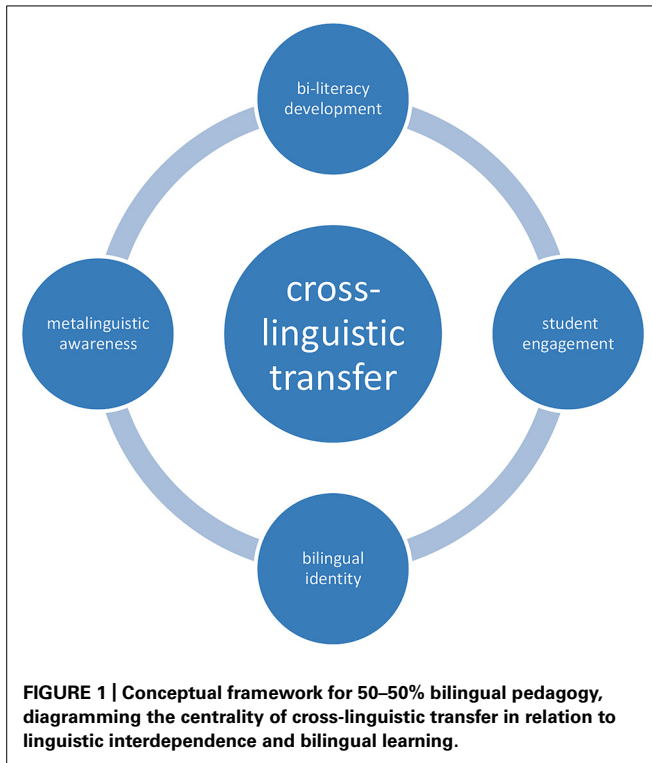 bi-literacy
development
cross-
linguistic
transfer
metalinguistic
awareness
student
engagement
bilingual
identity
FIGURE 1 | Conceptual framework for 50–50% bilingual pedagogy,
diagramming the centrality of cross-linguistic transfer in relation to
linguistic interdependence and bilingual learning.